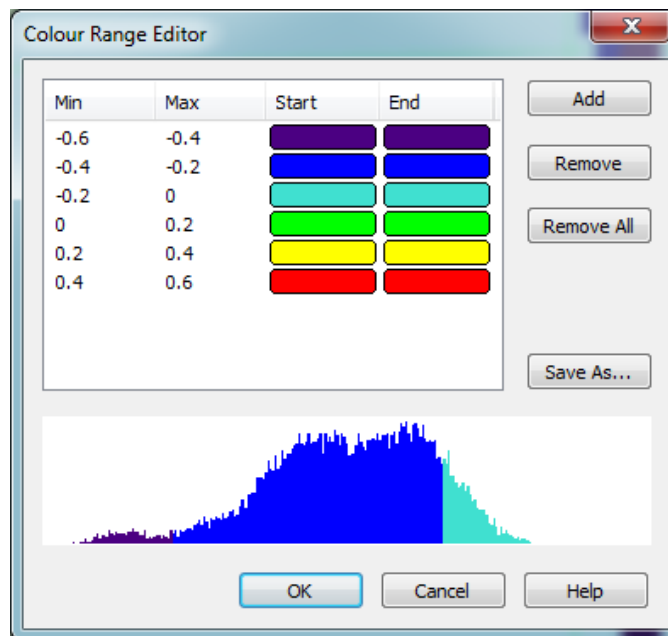 Colour Range Editor
Min Max Start End
-0.6 -0.4
-0.4 -0.2
-0.2 0
0 0.2
0.2 0.4
0.4 0.6
Add
Remove
Remove All
Save As...
OK Cancel Help